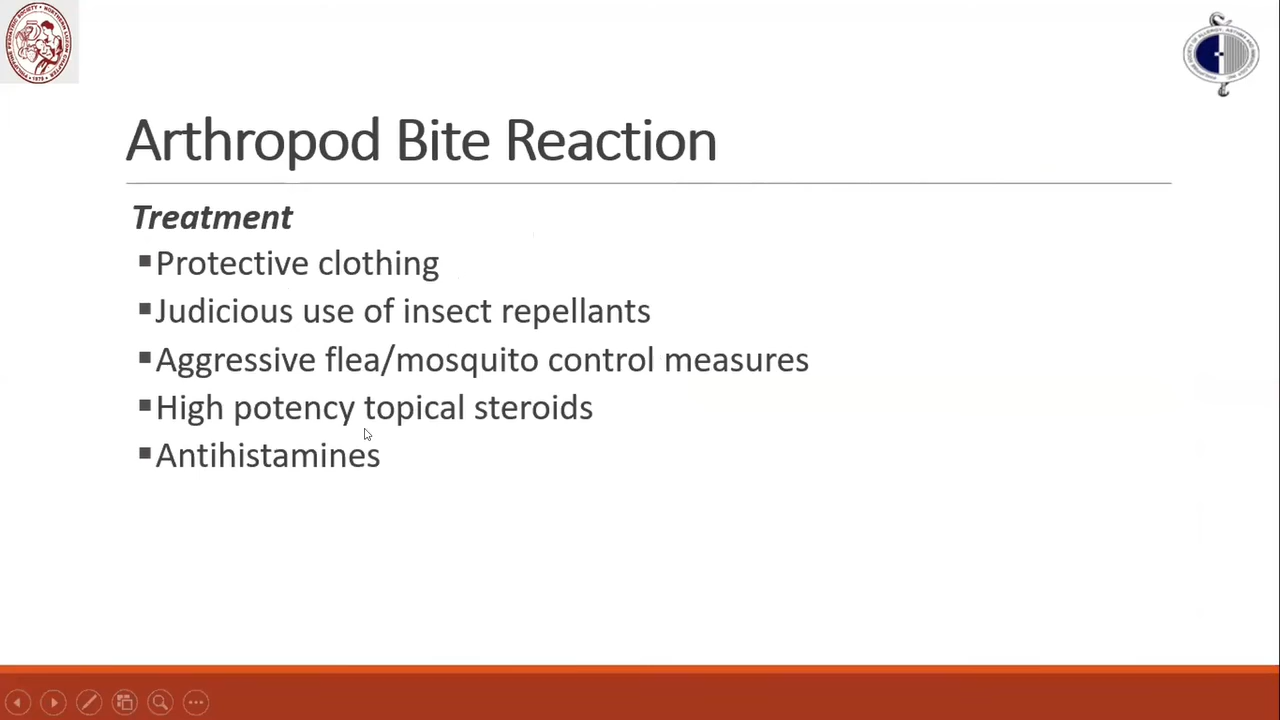 Arthropod Bite Reaction
Treatment
▪Protective clothing
▪Judicious use of insect repellants
▪Aggressive flea/mosquito control measures
▪High potency topical steroids
▪Antihistamines